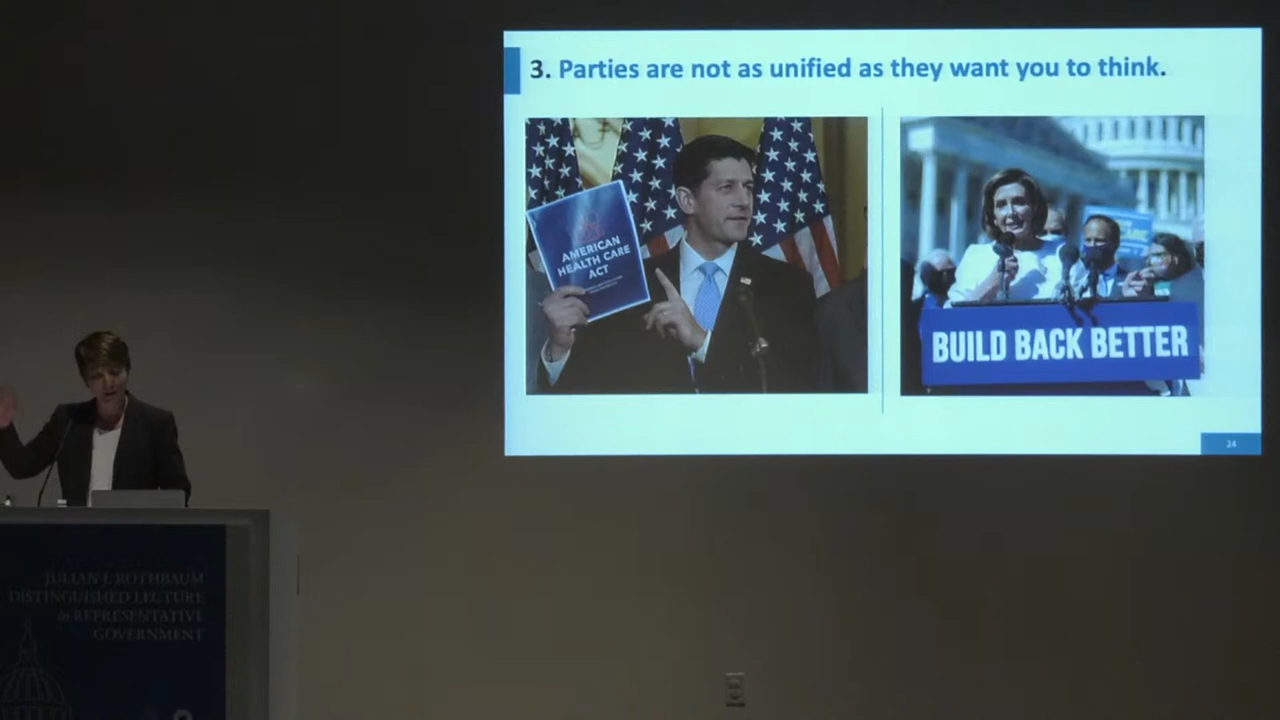 3. Parties are not as unified as they want you to think.
AMERICAN
HEALTH CARE
ACT
BUILD BACK BETTER
24
JULIAN J. ROTHBAUM
DISTINGUISHED LECTURE
in REPRESENTATIVE
GOVERNMENT